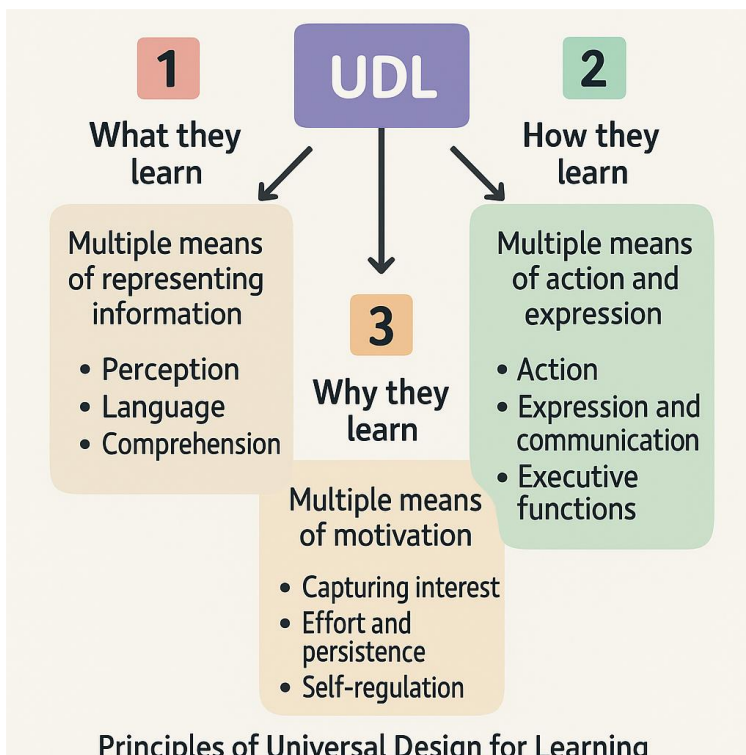 UDL
1
What they
learn
Multiple means
of representing
information
• Perception
• Language
• Comprehension
2
How they
learn
Multiple means
of action and
expression
• Action
• Expression and
communication
• Executive
functions
3
Why they
learn
Multiple means
of motivation
• Capturing interest
• Effort and
persistence
• Self-regulation
Principles of Universal Design for Learning